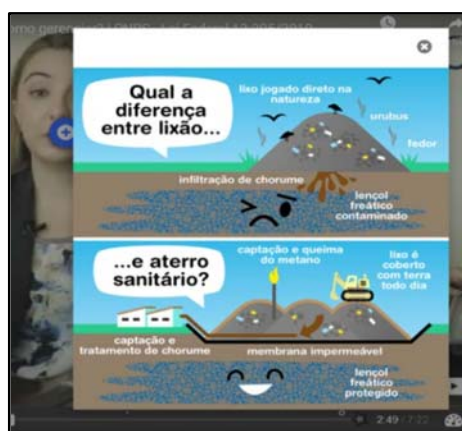 Qual a
diferença
entre lixão...
lixo jogado direto na
natureza
urubus
fedor
infiltração de chorume
lençol
freático
contaminado
...e aterro
sanitário?
captação e queima
do metano
lixo é
coberto
com terra
todo dia
captação e
tratamento de chorume
membrana impermeável
lençol
freático
protegido
2:49 / 7:22